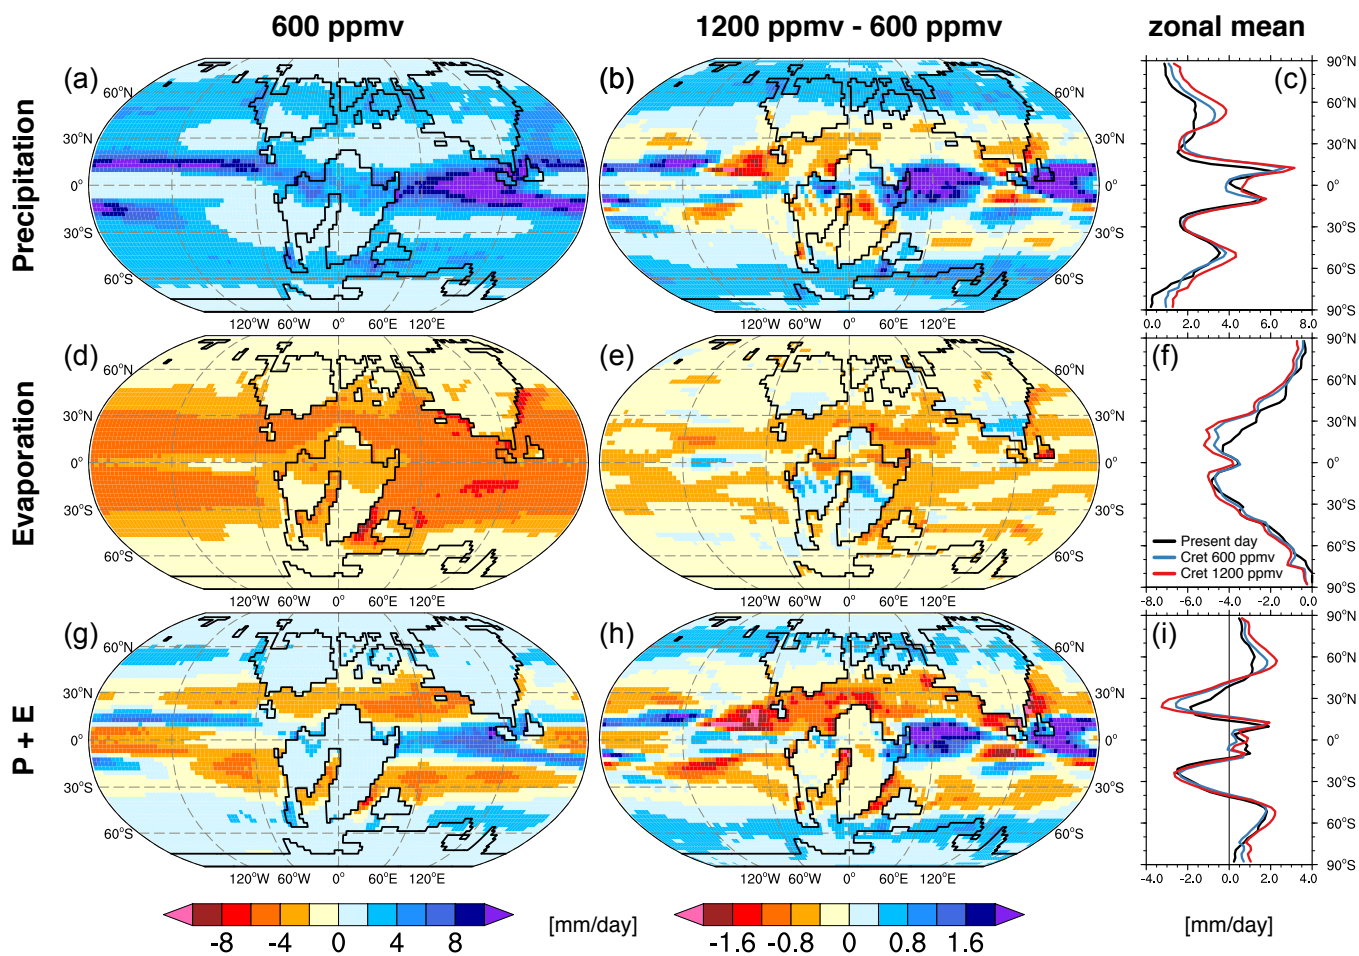 600 ppmv
1200 ppmv - 600 ppmv
zonal mean
Precipitation
(a)
60°N
30°N
0°
30°S
60°S
120°W 60°W 0° 60°E 120°E
(b)
60°N
30°N
0°
30°S
60°S
120°W 60°W 0° 60°E 120°E
(c)
90°N
60°N
30°N
0°
30°S
60°S
90°S
0.0 2.0 4.0 6.0 8.0
Evaporation
(d)
60°N
30°N
0°
30°S
60°S
120°W 60°W 0° 60°E 120°E
(e)
60°N
30°N
0°
30°S
60°S
120°W 60°W 0° 60°E 120°E
(f)
90°N
60°N
30°N
0°
30°S
60°S
90°S
Present day
Cret 600 ppmv
Cret 1200 ppmv
-8.0 -6.0 -4.0 -2.0 0.0
P + E
(g)
60°N
30°N
0°
30°S
60°S
120°W 60°W 0° 60°E 120°E
(h)
60°N
30°N
0°
30°S
60°S
120°W 60°W 0° 60°E 120°E
(i)
90°N
60°N
30°N
0°
30°S
60°S
90°S
-4.0 -2.0 0.0 2.0 4.0
-8 -4 0 4 8
[mm/day]
-1.6 -0.8 0 0.8 1.6
[mm/day]